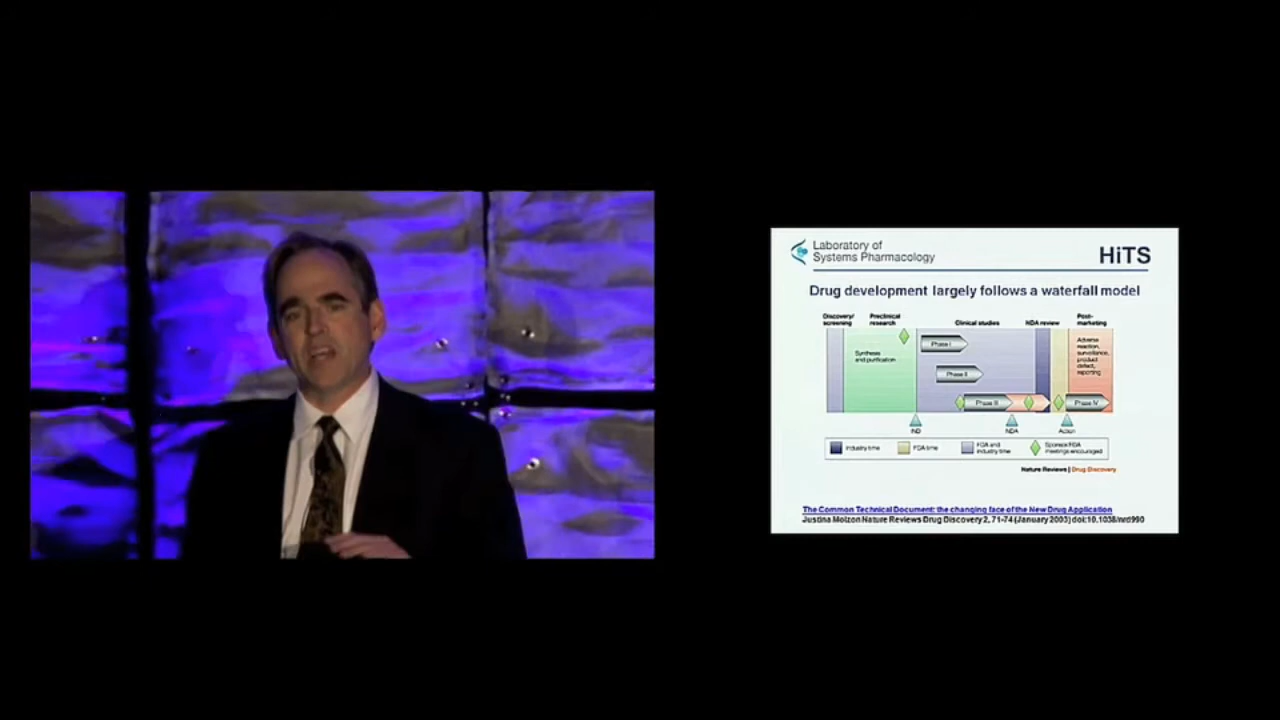 Laboratory of
Systems Pharmacology
HiTS
Drug development largely follows a waterfall model
Discovery/
screening
Preclinical
research
Clinical studies
NDA review
Post-
marketing
Synthesis
and purification
Phase I
Phase II
Phase III
Phase IV
Adverse
reaction,
surveillance,
product
defect,
reporting
IND
NDA
Action
Industry time
FDA time
FDA and
industry time
Sponsor/FDA
meetings encouraged
Nature Reviews | Drug Discovery
The Common Technical Document: the changing face of the New Drug Application
Justina Molzon Nature Reviews Drug Discovery 2, 71-74 (January 2003) doi:10.1038/nrd990